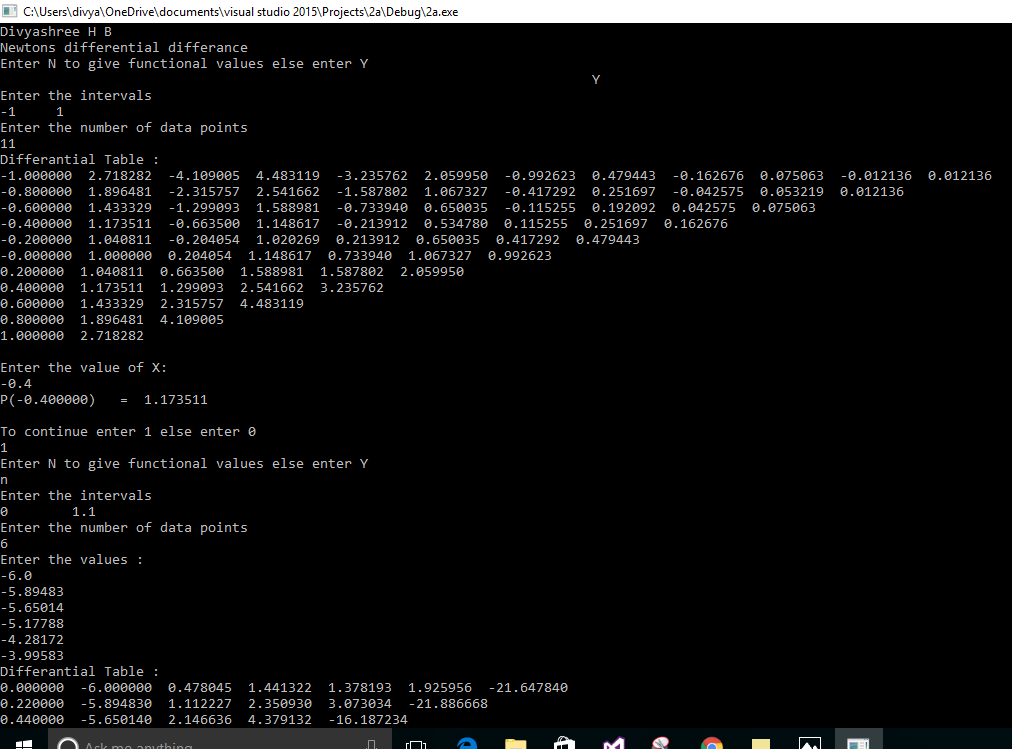 C:\Users\divya\OneDrive\documents\visual studio 2015\Projects\2a\Debug\2a.exe
Divyashree H B
Newtons differential differance
Enter N to give functional values else enter Y
Y
Enter the intervals
-1 1
Enter the number of data points
11
Differantial Table :
-1.000000 2.718282 -4.109005 4.483119 -3.235762 2.059950 -0.992623 0.479443 -0.162676 0.075063 -0.012136 0.012136
-0.800000 1.896481 -2.315757 2.541662 -1.587802 1.067327 -0.417292 0.251697 -0.042575 0.053219 0.012136
-0.600000 1.433329 -1.299093 1.588981 -0.733940 0.650035 -0.115255 0.192092 0.042575 0.075063
-0.400000 1.173511 -0.663500 1.148617 -0.213912 0.534780 0.115255 0.251697 0.162676
-0.200000 1.040811 -0.204054 1.020269 0.213912 0.650035 0.417292 0.479443
-0.000000 1.000000 0.204054 1.148617 0.733940 1.067327 0.992623
0.200000 1.040811 0.663500 1.588981 1.587802 2.059950
0.400000 1.173511 1.299093 2.541662 3.235762
0.600000 1.433329 2.315757 4.483119
0.800000 1.896481 4.109005
1.000000 2.718282
Enter the value of X:
-0.4
P(-0.400000) = 1.173511
To continue enter 1 else enter 0
1
Enter N to give functional values else enter Y
n
Enter the intervals
0 1.1
Enter the number of data points
6
Enter the values :
-6.0
-5.89483
-5.65014
-5.17788
-4.28172
-3.99583
Differantial Table :
0.000000 -6.000000 0.478045 1.441322 1.378193 1.925956 -21.647840
0.220000 -5.894830 1.112227 2.350930 3.073034 -21.886668
0.440000 -5.650140 2.146636 4.379132 -16.187234
Ask me anything